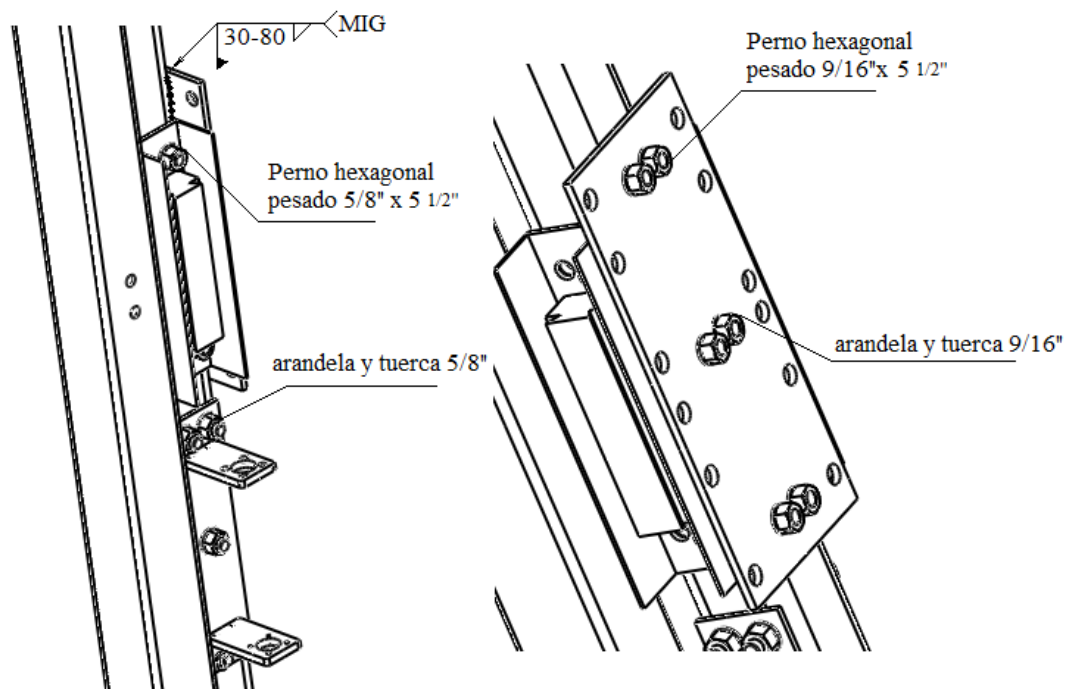 MIG
30-80
Perno hexagonal
pesado 5/8" x 5 1/2"
arandela y tuerca 5/8"
Perno hexagonal
pesado 9/16"x 5 1/2"
arandela y tuerca 9/16"